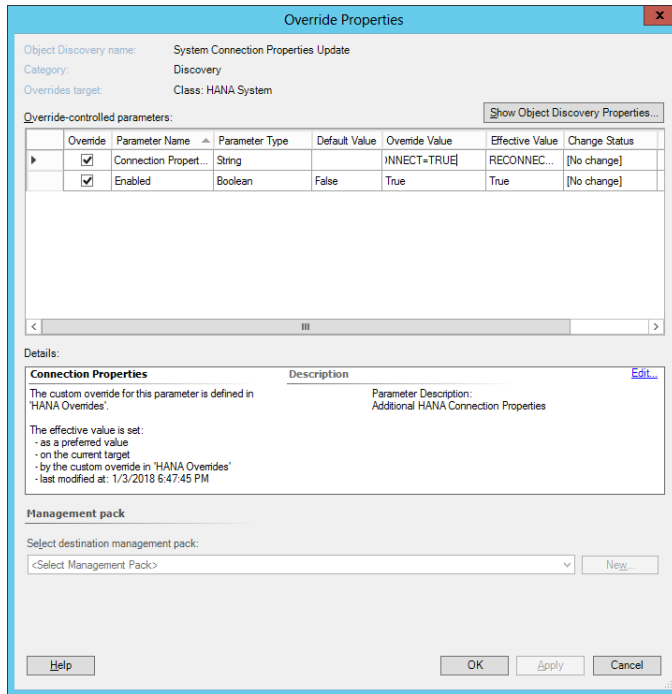 Override Properties
x
Object Discovery name: System Connection Properties Update
Category: Discovery
Overrides target: Class: HANA System
Override-controlled parameters:
Show Object Discovery Properties...
Override Parameter Name Parameter Type Default Value Override Value Effective Value Change Status
Connection Propert... String NNECT=TRUE RECONNEC... [No change]
Enabled Boolean False True True [No change]
Details:
Connection Properties Description Edit...
The custom override for this parameter is defined in
'HANA Overrides'.
Parameter Description:
Additional HANA Connection Properties
The effective value is set:
- as a preferred value
- on the current target
- by the custom override in 'HANA Overrides'
- last modified at: 1/3/2018 6:47:45 PM
Management pack
Select destination management pack:
<Select Management Pack> New...
Help OK Apply Cancel